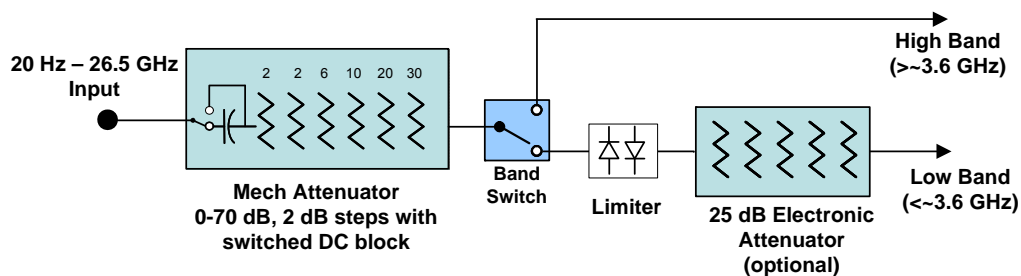 20 Hz – 26.5 GHz
Input
2 2 6 10 20 30
Mech Attenuator
0-70 dB, 2 dB steps with
switched DC block
Band
Switch
Limiter
High Band
(>~3.6 GHz)
25 dB Electronic
Attenuator
(optional)
Low Band
(<~3.6 GHz)